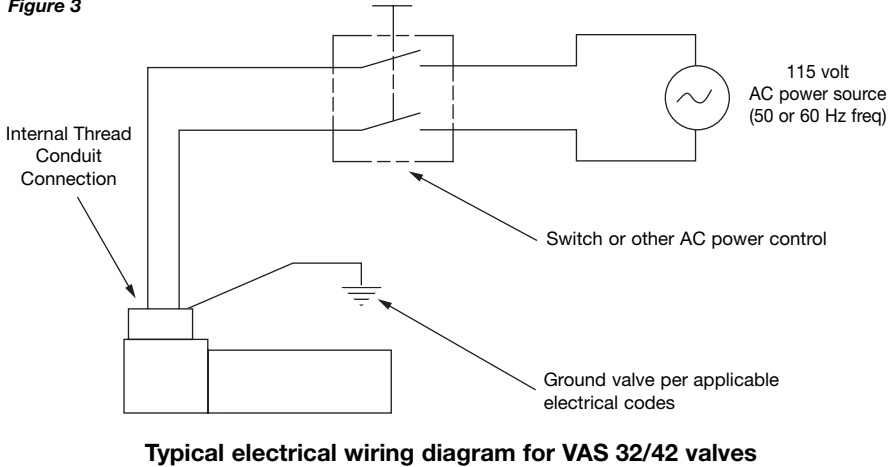 Figure 3
115 volt
AC power source
(50 or 60 Hz freq)
Internal Thread
Conduit
Connection
Switch or other AC power control
Ground valve per applicable
electrical codes
Typical electrical wiring diagram for VAS 32/42 valves